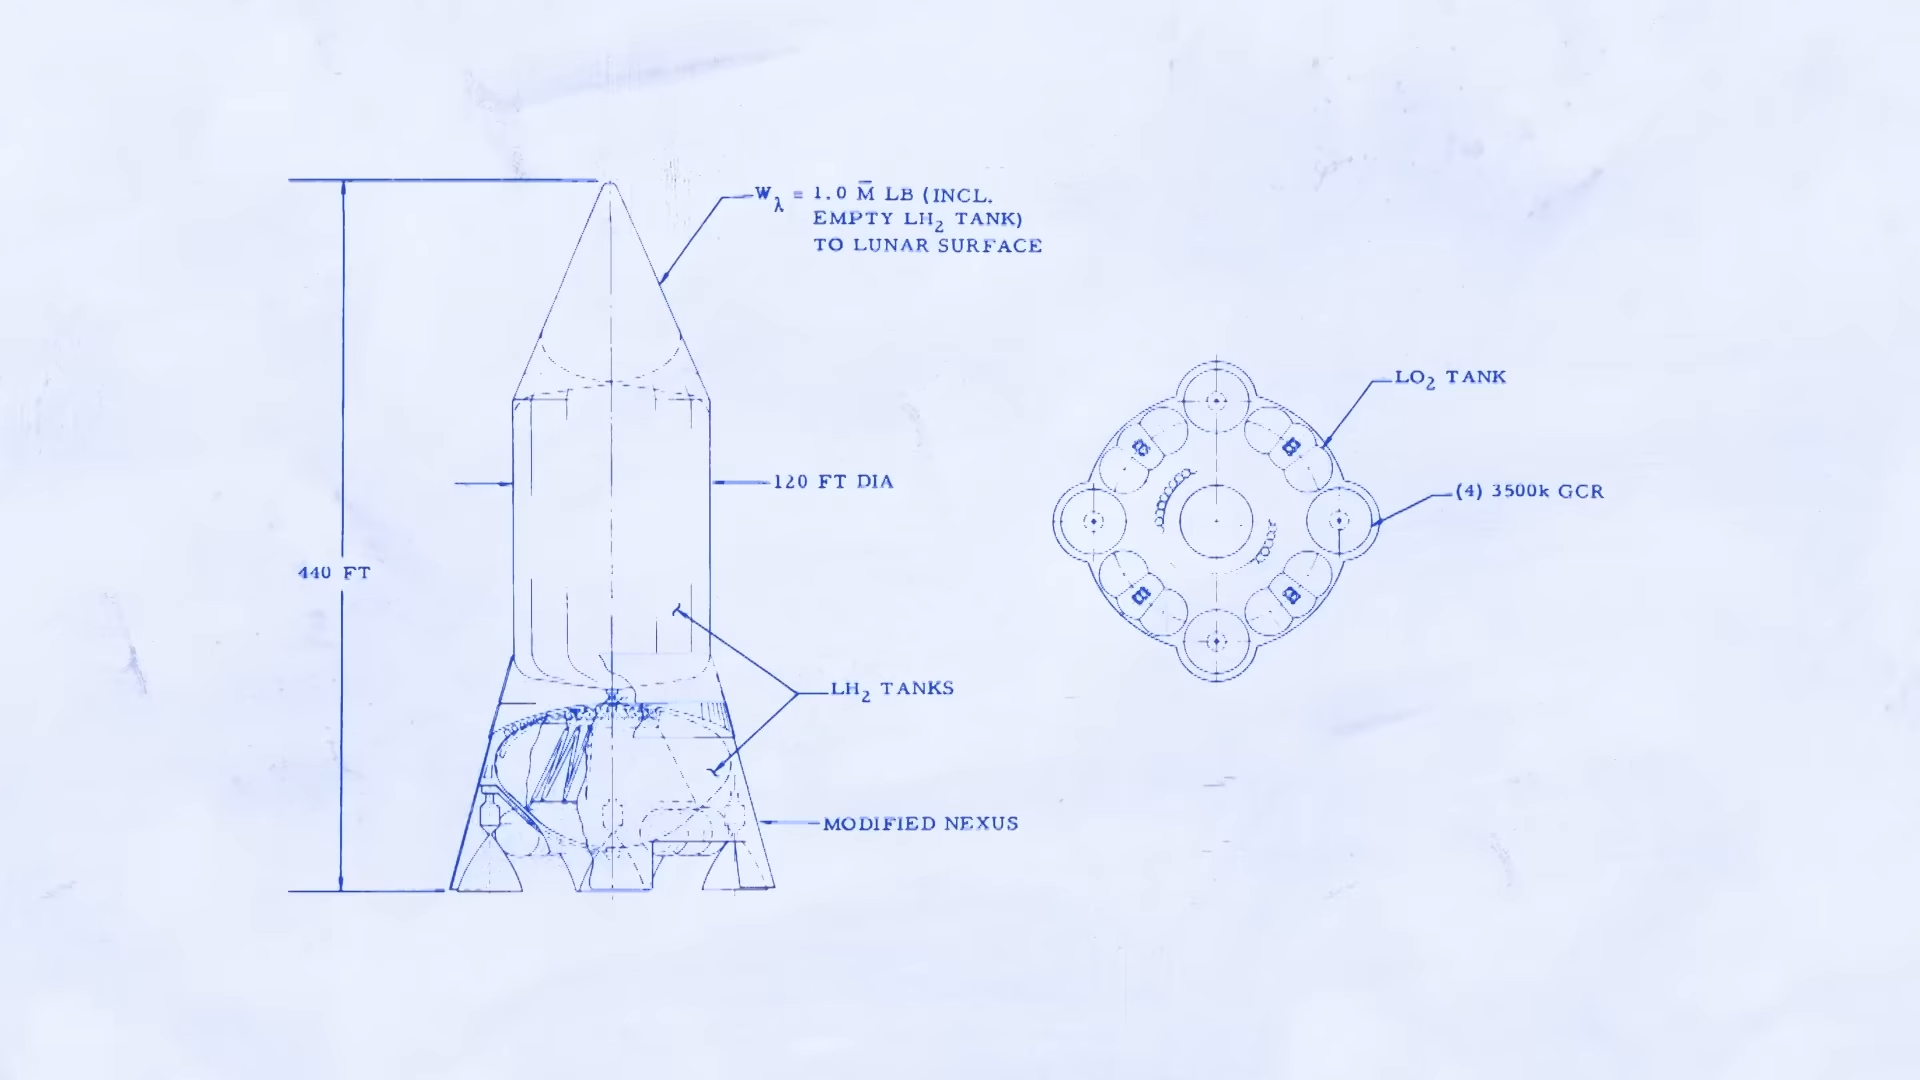 W_λ = 1.0 M̅ LB (INCL.
EMPTY LH₂ TANK)
TO LUNAR SURFACE
LO₂ TANK
120 FT DIA
(4) 3500k GCR
440 FT
LH₂ TANKS
MODIFIED NEXUS